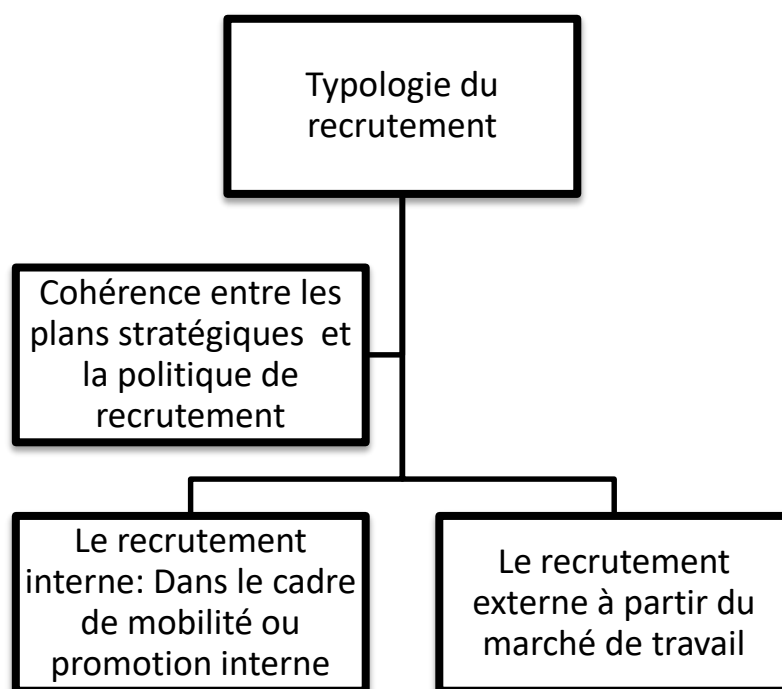 Typologie du
recrutement
Cohérence entre les
plans stratégiques et
la politique de
recrutement
Le recrutement
interne: Dans le cadre
de mobilité ou
promotion interne
Le recrutement
externe à partir du
marché de travail